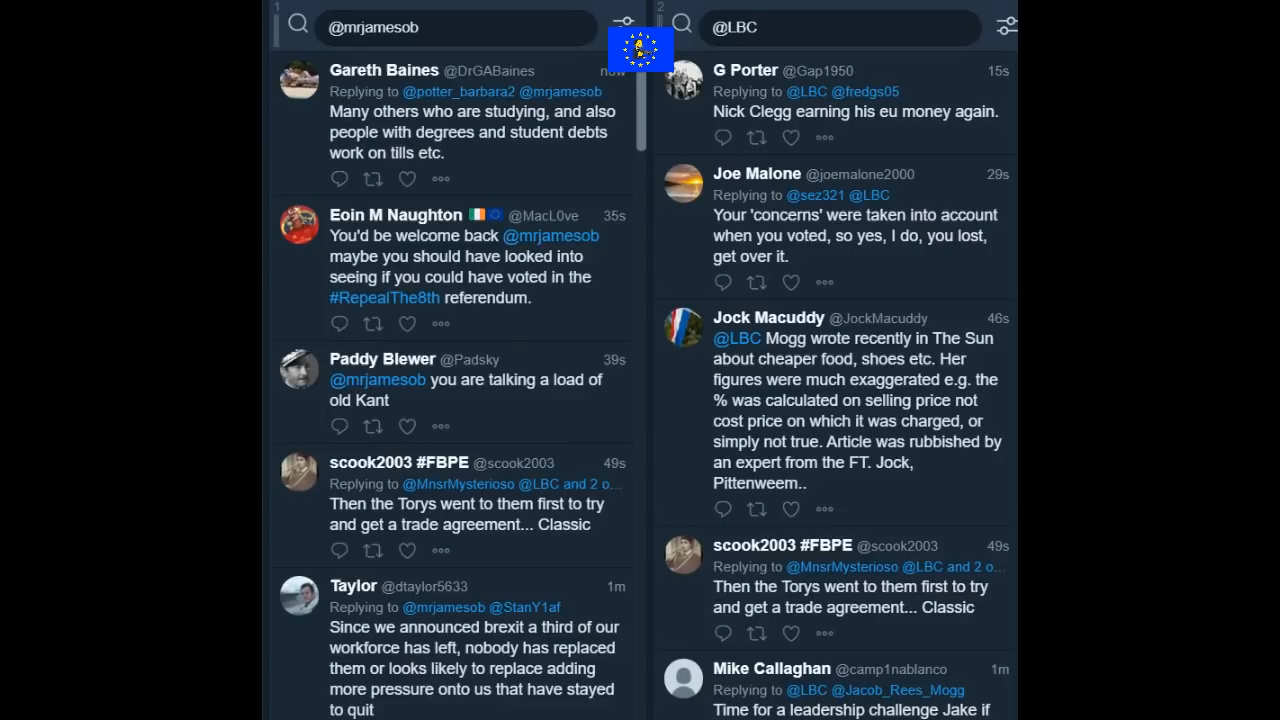 1
@mrjamesob
Gareth Baines @DrGABaines now
Replying to @potter_barbara2 @mrjamesob
Many others who are studying, and also
people with degrees and student debts
work on tills etc.
Eoin M Naughton @MacL0ve 35s
You'd be welcome back @mrjamesob
maybe you should have looked into
seeing if you could have voted in the
#RepealThe8th referendum.
Paddy Blewer @Padsky 39s
@mrjamesob you are talking a load of
old Kant
scook2003 #FBPE @scook2003 49s
Replying to @MnsrMysterioso @LBC and 2 o...
Then the Torys went to them first to try
and get a trade agreement... Classic
Taylor @dtaylor5633 1m
Replying to @mrjamesob @StanY1af
Since we announced brexit a third of our
workforce has left, nobody has replaced
them or looks likely to replace adding
more pressure onto us that have stayed
to quit
2
@LBC
G Porter @Gap1950 15s
Replying to @LBC @fredgs05
Nick Clegg earning his eu money again.
Joe Malone @joemalone2000 29s
Replying to @sez321 @LBC
Your 'concerns' were taken into account
when you voted, so yes, I do, you lost,
get over it.
Jock Macuddy @JockMacuddy 46s
@LBC Mogg wrote recently in The Sun
about cheaper food, shoes etc. Her
figures were much exaggerated e.g. the
% was calculated on selling price not
cost price on which it was charged, or
simply not true. Article was rubbished by
an expert from the FT. Jock,
Pittenweem..
scook2003 #FBPE @scook2003 49s
Replying to @MnsrMysterioso @LBC and 2 o...
Then the Torys went to them first to try
and get a trade agreement... Classic
Mike Callaghan @camp1nablanco 1m
Replying to @LBC @Jacob_Rees_Mogg
Time for a leadership challenge Jake if